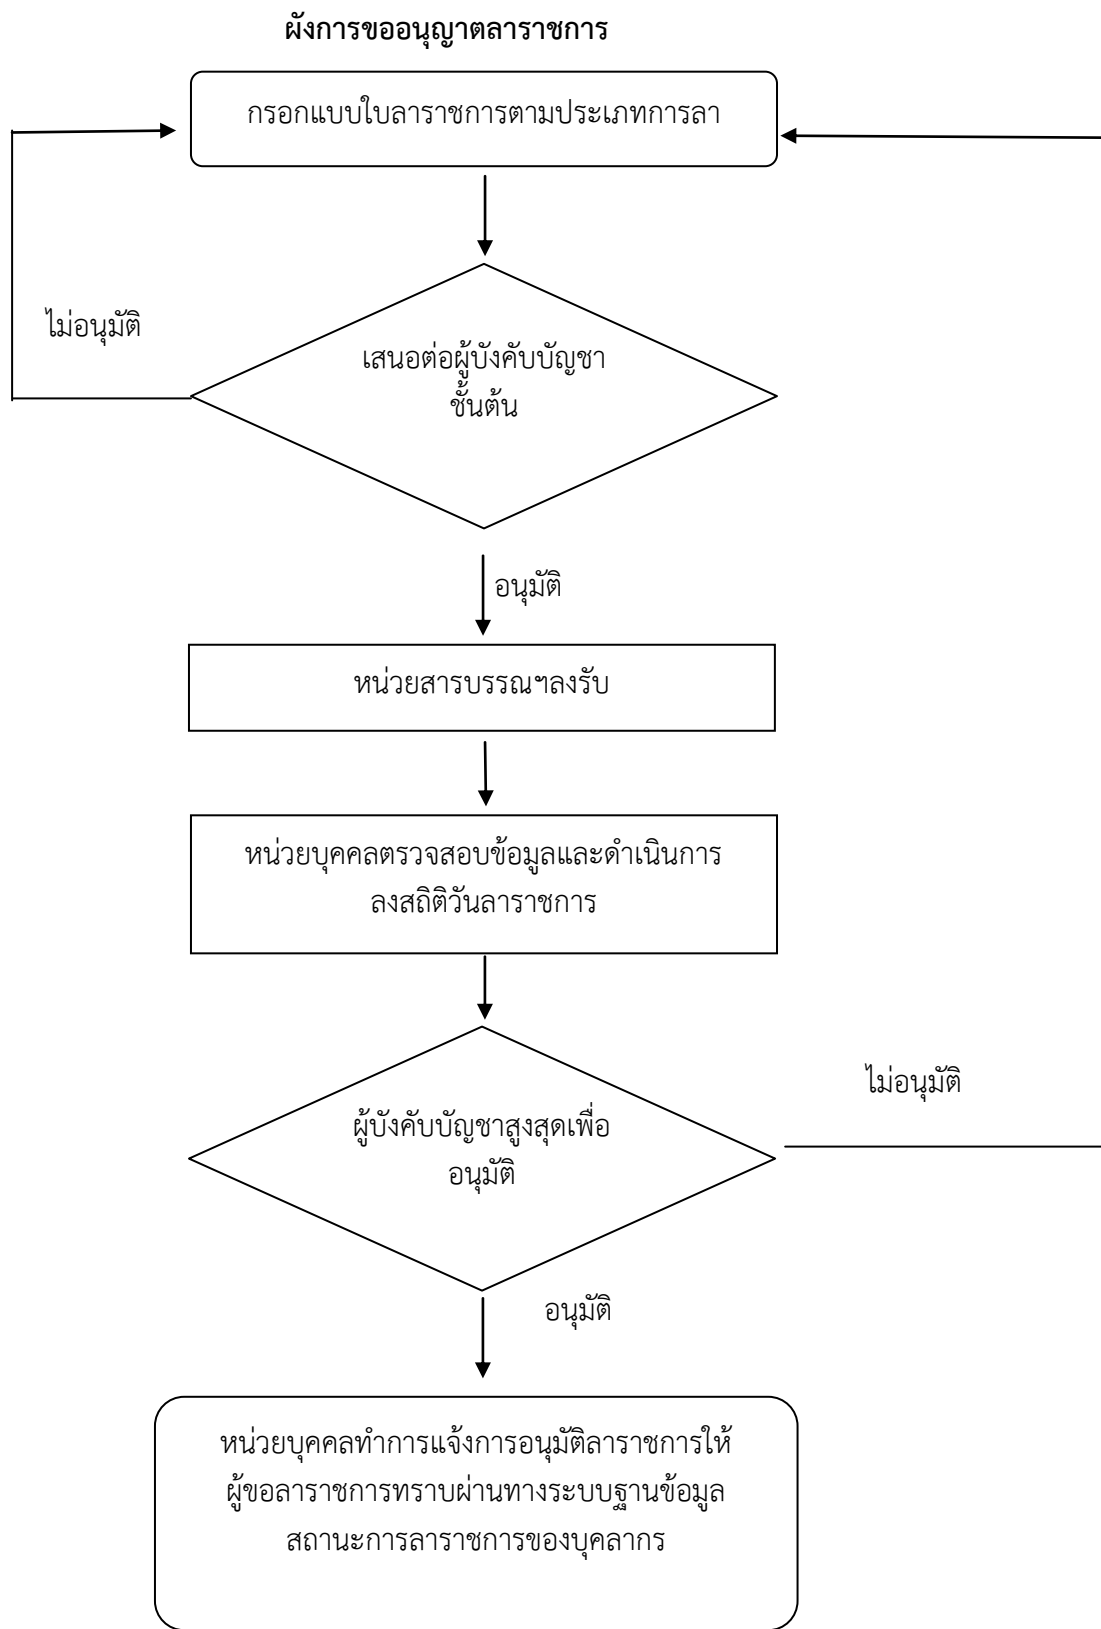 ผังการขออนุญาตลาราชการ
กรอกแบบใบลาราชการตามประเภทการลา
ไม่อนุมัติ
เสนอต่อผู้บังคับบัญชา
ชั้นต้น
อนุมัติ
หน่วยสารบรรณฯลงรับ
หน่วยบุคคลตรวจสอบข้อมูลและดำเนินการ
ลงสถิติวันลาราชการ
ไม่อนุมัติ
ผู้บังคับบัญชาสูงสุดเพื่อ
อนุมัติ
อนุมัติ
หน่วยบุคคลทำการแจ้งการอนุมัติลาราชการให้
ผู้ขอลาราชการทราบผ่านทางระบบฐานข้อมูล
สถานะการลาราชการของบุคลากร